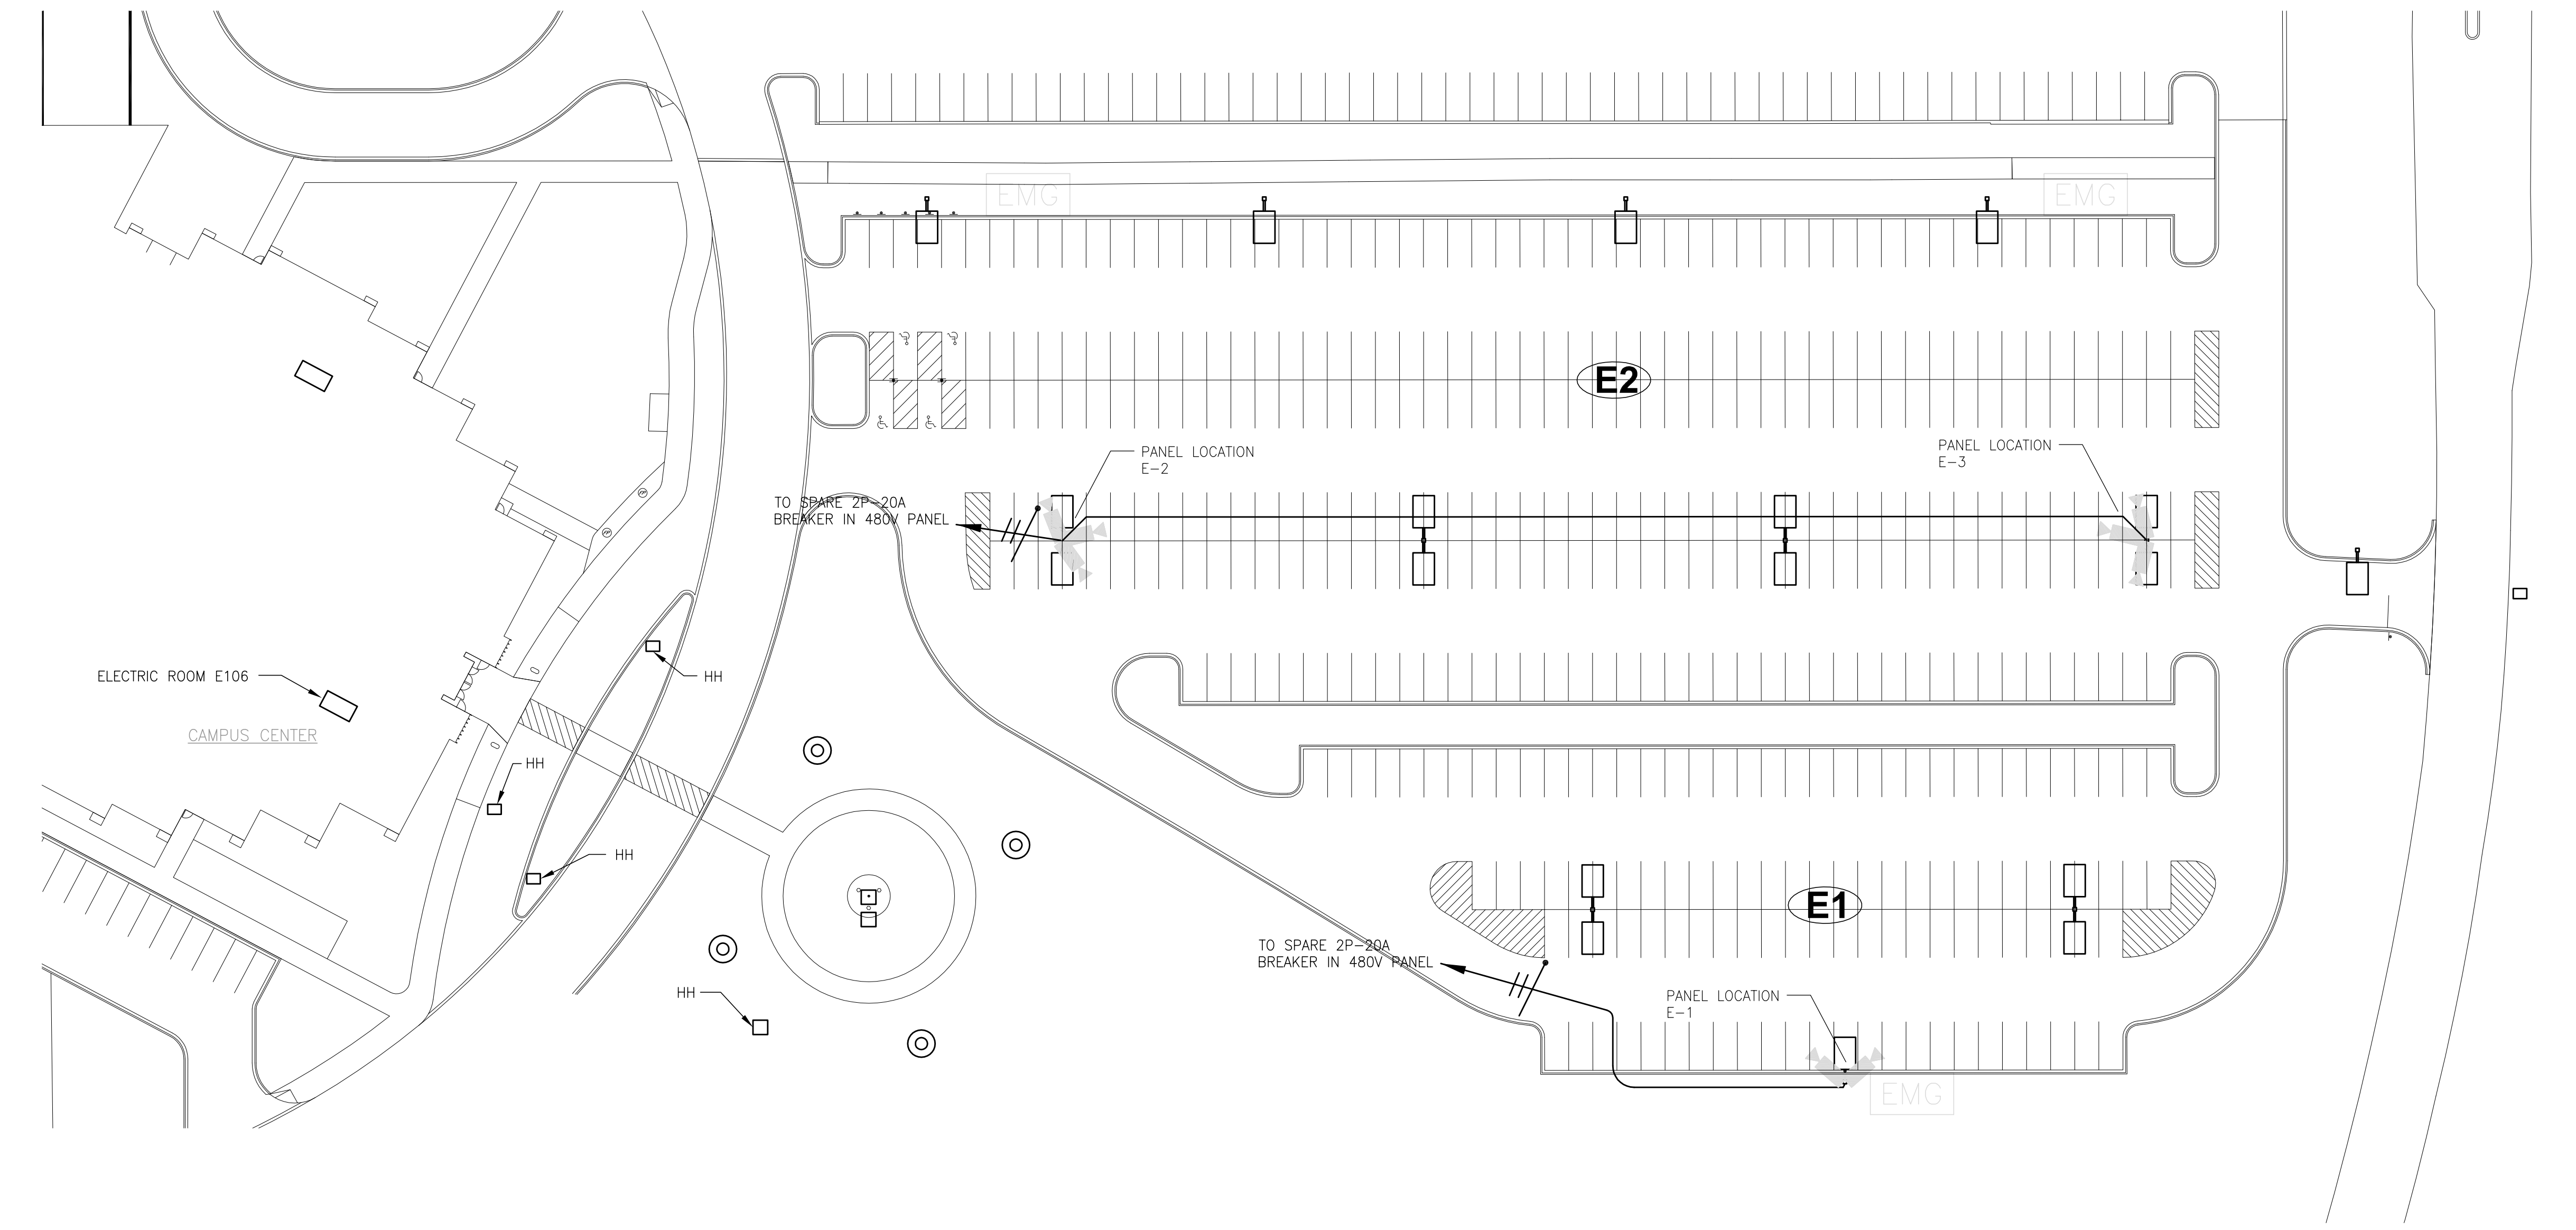 EMG
EMG
E2
PANEL LOCATION
E-2
PANEL LOCATION
E-3
TO SPARE 2P-20A
BREAKER IN 480V PANEL
ELECTRIC ROOM E106
HH
CAMPUS CENTER
HH
HH
E1
TO SPARE 2P-20A
BREAKER IN 480V PANEL
HH
PANEL LOCATION
E-1
EMG